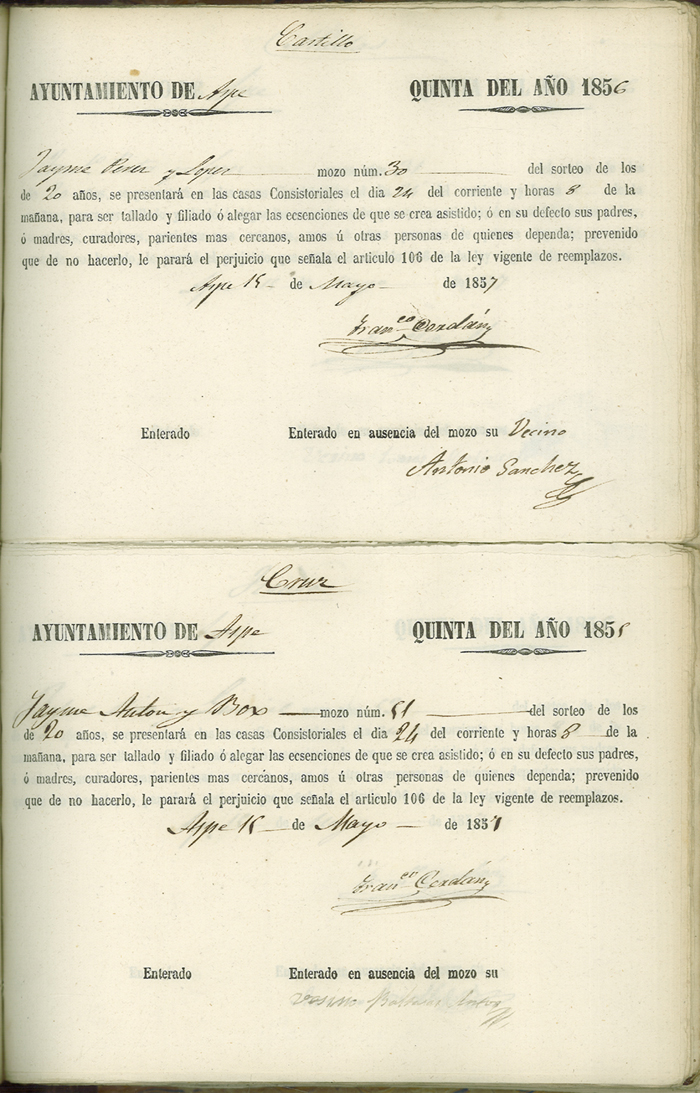 Castillo
AYUNTAMIENTO DE Aspe QUINTA DEL AÑO 1856
Jayme Perez y Lopez mozo núm. 30 del sorteo de los
de 20 años, se presentará en las casas Consistoriales el dia 24 del corriente y horas 8 de la
mañana, para ser tallado y filiado ó alegar las ecsenciones de que se crea asistido; ó en su defecto sus padres,
ó madres, curadores, parientes mas cercanos, amos ú otras personas de quienes dependa; prevenido
que de no hacerlo, le parará el perjuicio que señala el articulo 106 de la ley vigente de reemplazos.
Aspe de Mayo de 1857
Fran.co Cerdán
Enterado Enterado en ausencia del mozo su Vecino
Antonio Sanchez
Cruz
AYUNTAMIENTO DE Aspe QUINTA DEL AÑO 185
Jayme Anton y Box mozo núm. 51 del sorteo de los
de 20 años, se presentará en las casas Consistoriales el dia 24 del corriente y horas 8 de la
mañana, para ser tallado y filiado ó alegar las ecsenciones de que se crea asistido; ó en su defecto sus padres,
ó madres, curadores, parientes mas cercanos, amos ú otras personas de quienes dependa; prevenido
que de no hacerlo, le parará el perjuicio que señala el articulo 106 de la ley vigente de reemplazos.
Aspe de Mayo de 185
Fran.co Cerdán
Enterado Enterado en ausencia del mozo su